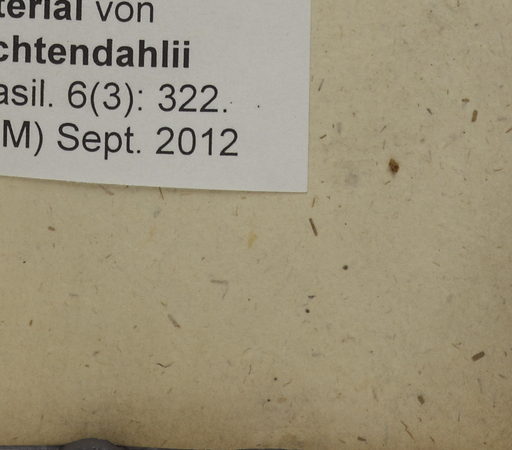 terial von
chtendahlii
asil. 6(3): 322.
M) Sept. 2012